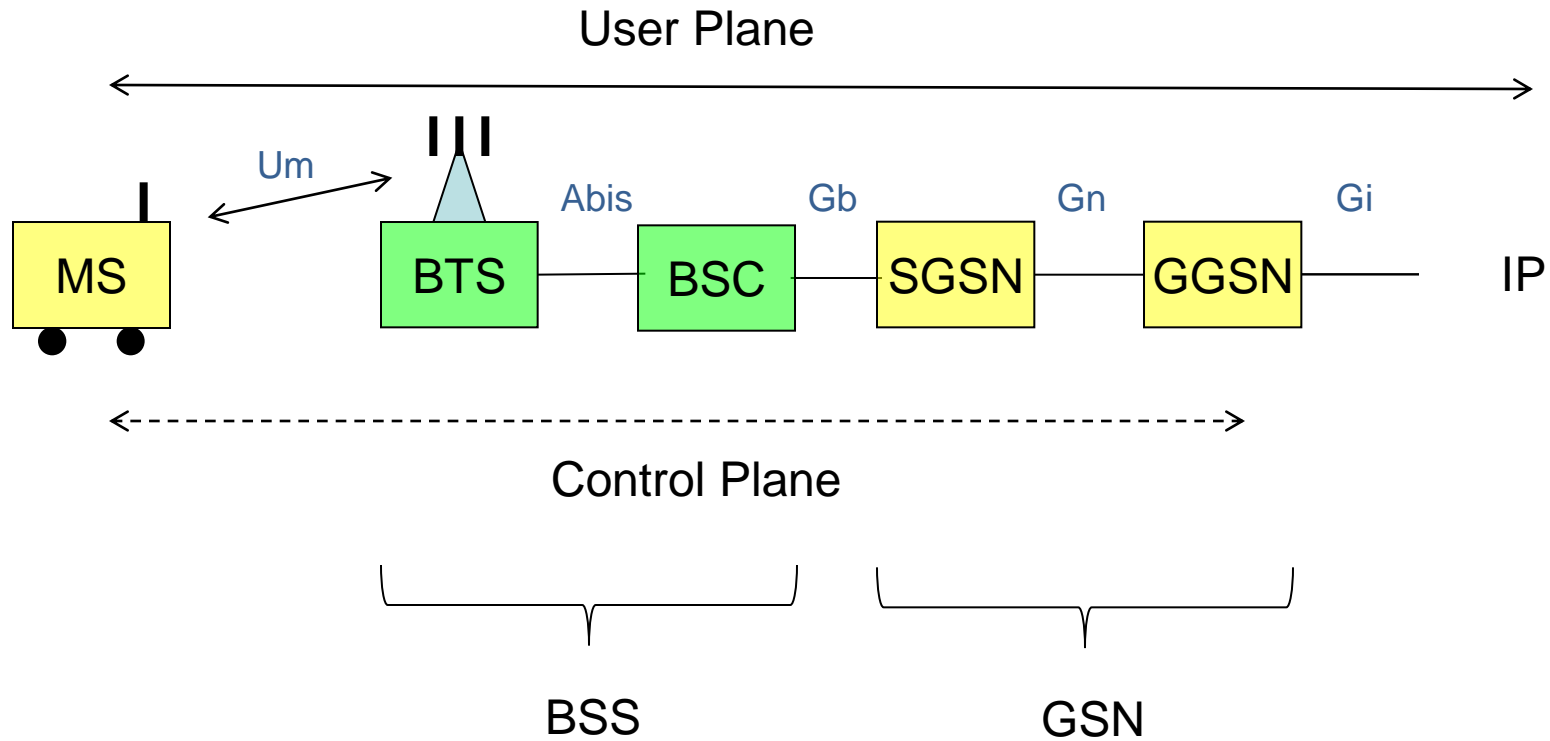 User Plane
Um
Abis Gb Gn Gi
MS BTS BSC SGSN GGSN IP
Control Plane
BSS GSN